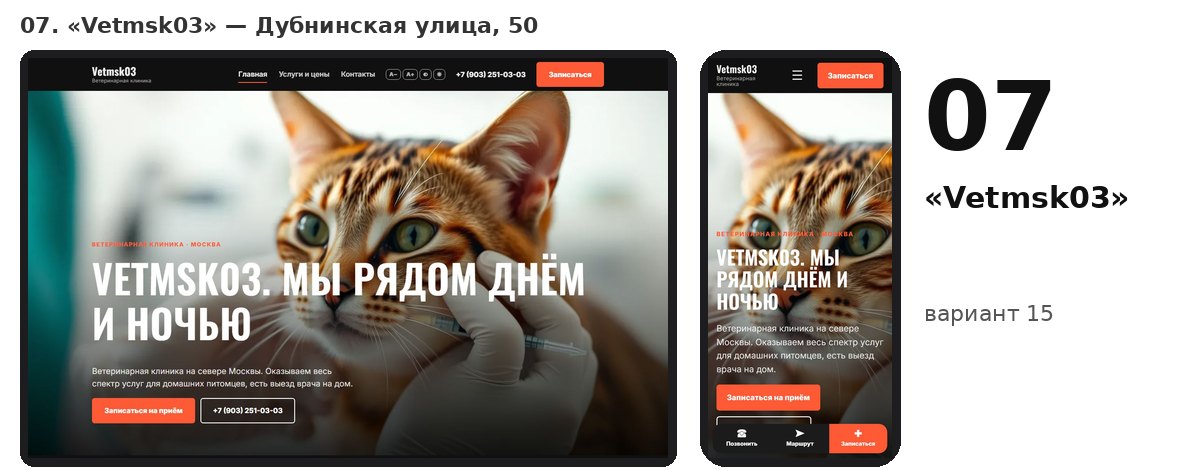 07. «Vetmsk03» — Дубнинская улица, 50
Vetmsk03
Ветеринарная клиника
Главная Услуги и цены Контакты A− A+ +7 (903) 251-03-03 Записаться
ВЕТЕРИНАРНАЯ КЛИНИКА · МОСКВА
VETMSK03. МЫ РЯДОМ ДНЁМ
И НОЧЬЮ
Ветеринарная клиника на севере Москвы. Оказываем весь
спектр услуг для домашних питомцев, есть выезд врача на дом.
Записаться на приём +7 (903) 251-03-03
Vetmsk03
Ветеринарная
клиника
Записаться
ВЕТЕРИНАРНАЯ КЛИНИКА · МОСКВА
VETMSK03. МЫ
РЯДОМ ДНЁМ И
НОЧЬЮ
Ветеринарная клиника на севере
Москвы. Оказываем весь спектр услуг
для домашних питомцев, есть выезд
врача на дом.
Записаться на приём
Позвонить Маршрут Записаться
07
«Vetmsk03»
вариант 15